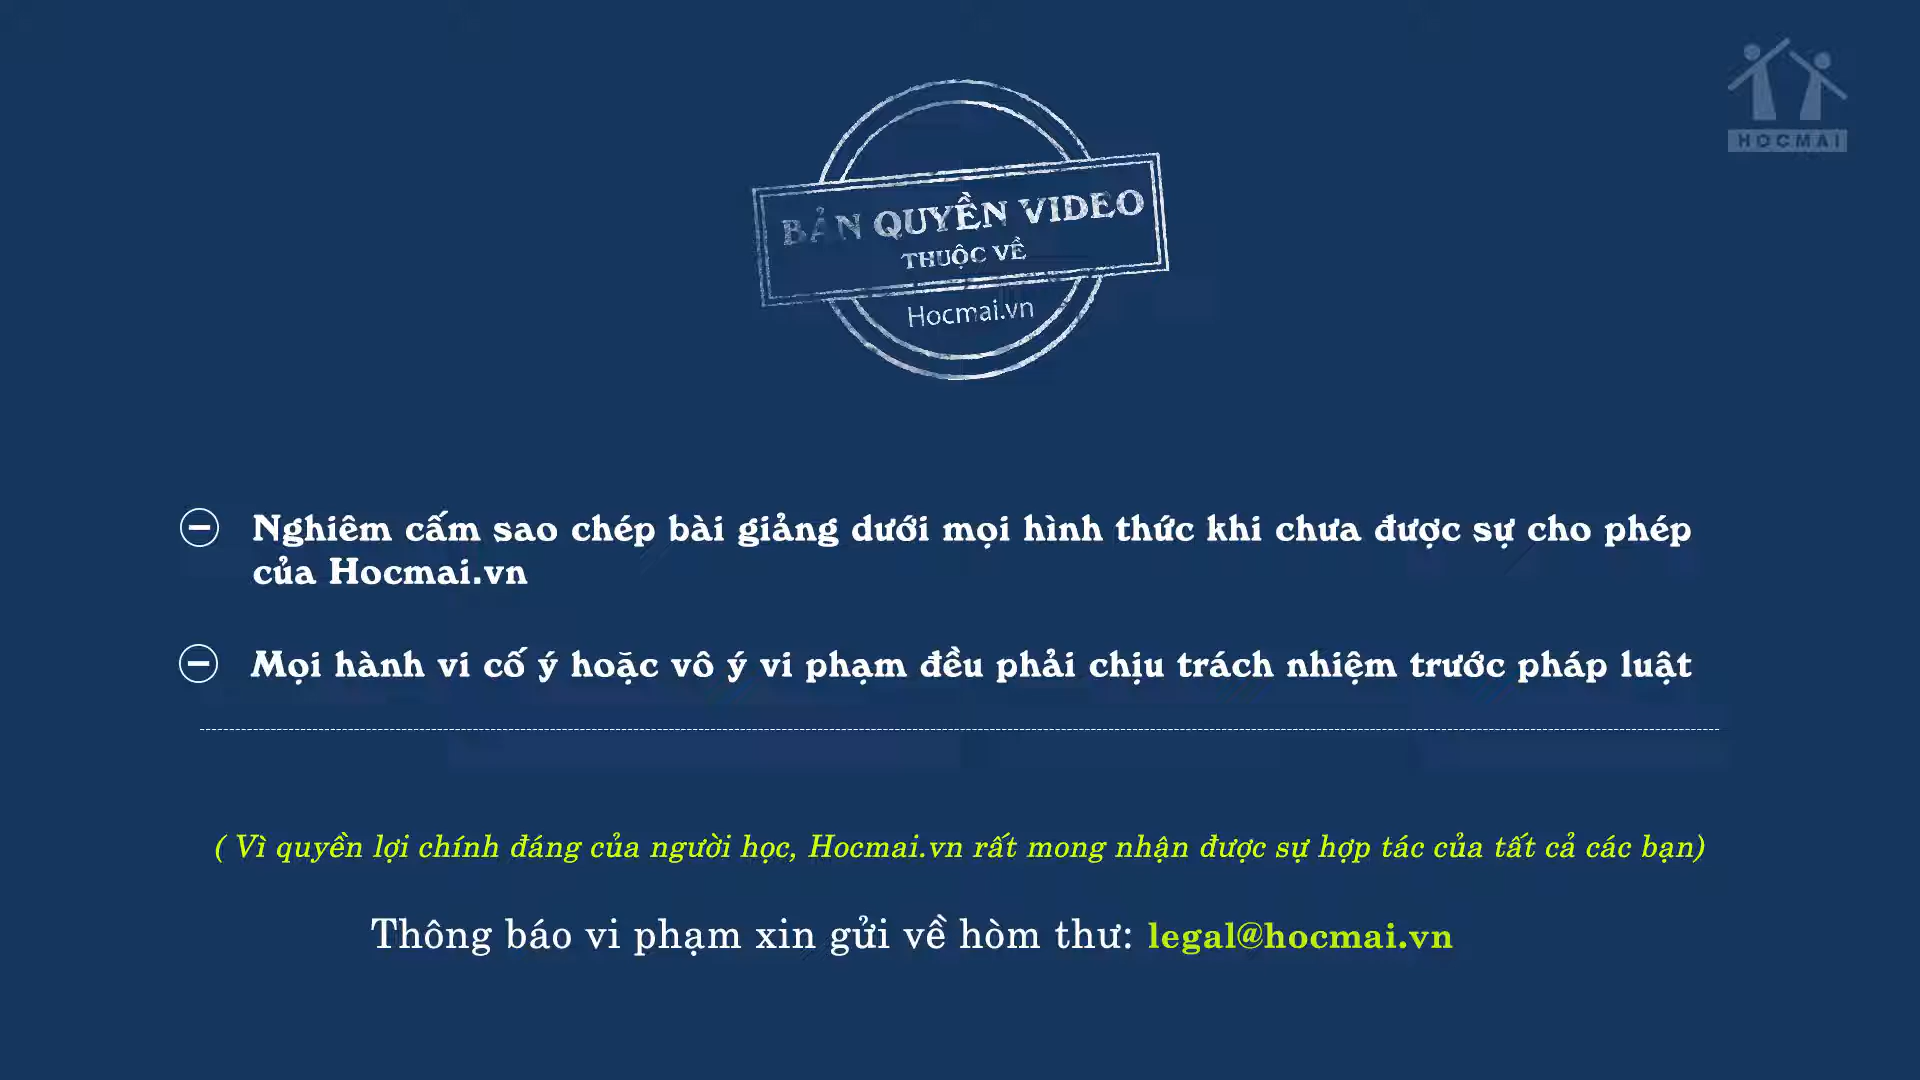 HOCMAI
BẢN QUYỀN VIDEO
THUỘC VỀ
Hocmai.vn
Nghiêm cấm sao chép bài giảng dưới mọi hình thức khi chưa được sự cho phép
của Hocmai.vn
Mọi hành vi cố ý hoặc vô ý vi phạm đều phải chịu trách nhiệm trước pháp luật
( Vì quyền lợi chính đáng của người học, Hocmai.vn rất mong nhận được sự hợp tác của tất cả các bạn)
Thông báo vi phạm xin gửi về hòm thư: legal@hocmai.vn